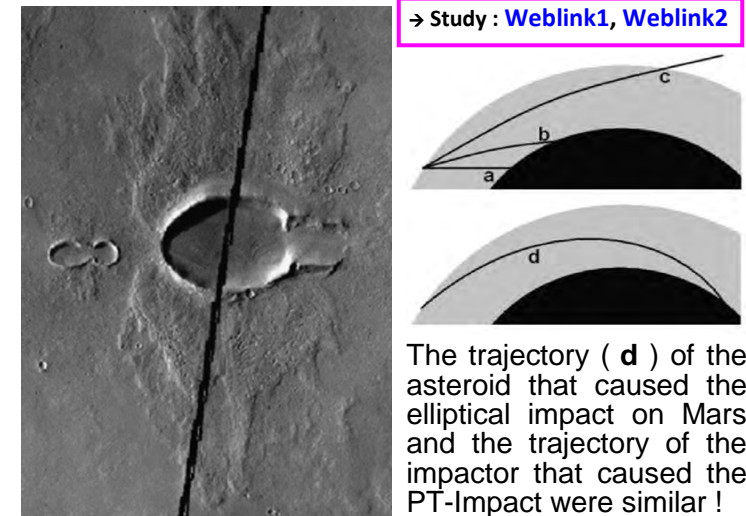 → Study : Weblink1, Weblink2
c
b
a
d
The trajectory ( d ) of the
asteroid that caused the
elliptical impact on Mars
and the trajectory of the
impactor that caused the
PT-Impact were similar !